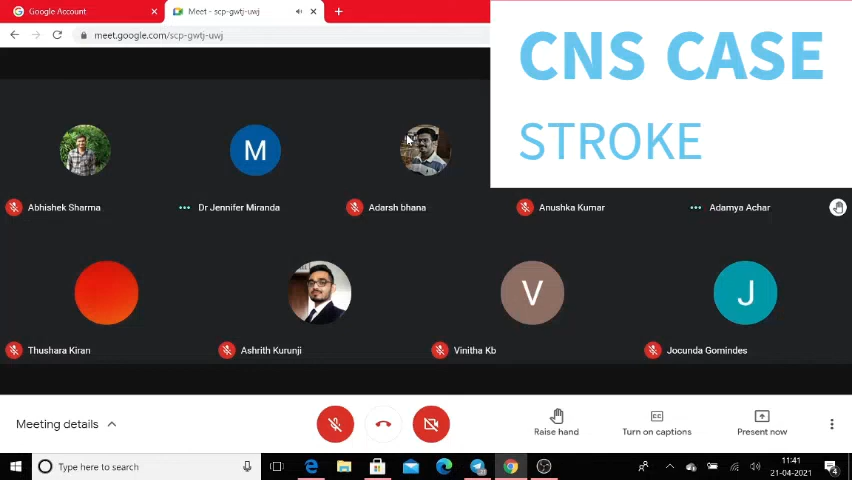 Google Account
Meet - scp-gwtj-uwj
meet.google.com/scp-gwtj-uwj
CNS CASE
STROKE
M
Abhishek Sharma
Dr Jennifer Miranda
Adarsh bhana
Anushka Kumar
Adamya Achar
V
J
Thushara Kiran
Ashrith Kurunji
Vinitha Kb
Jocunda Gomindes
Meeting details
Raise hand
Turn on captions
Present now
Type here to search
11:41
21-04-2021
4